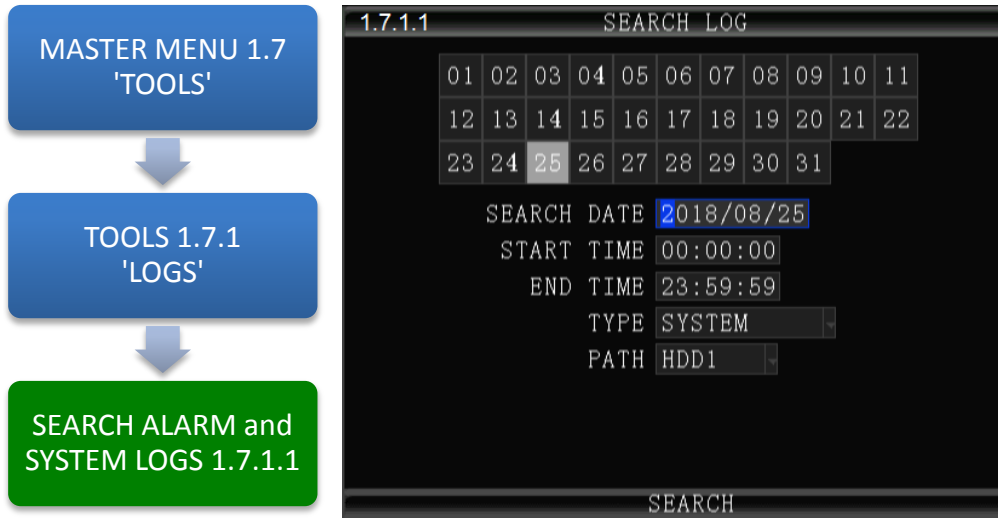 MASTER MENU 1.7
'TOOLS'
TOOLS 1.7.1
'LOGS'
SEARCH ALARM and
SYSTEM LOGS 1.7.1.1
1.7.1.1 SEARCH LOG
01 02 03 04 05 06 07 08 09 10 11
12 13 14 15 16 17 18 19 20 21 22
23 24 25 26 27 28 29 30 31
SEARCH DATE 2018/08/25
START TIME 00:00:00
END TIME 23:59:59
TYPE SYSTEM
PATH HDD1
SEARCH